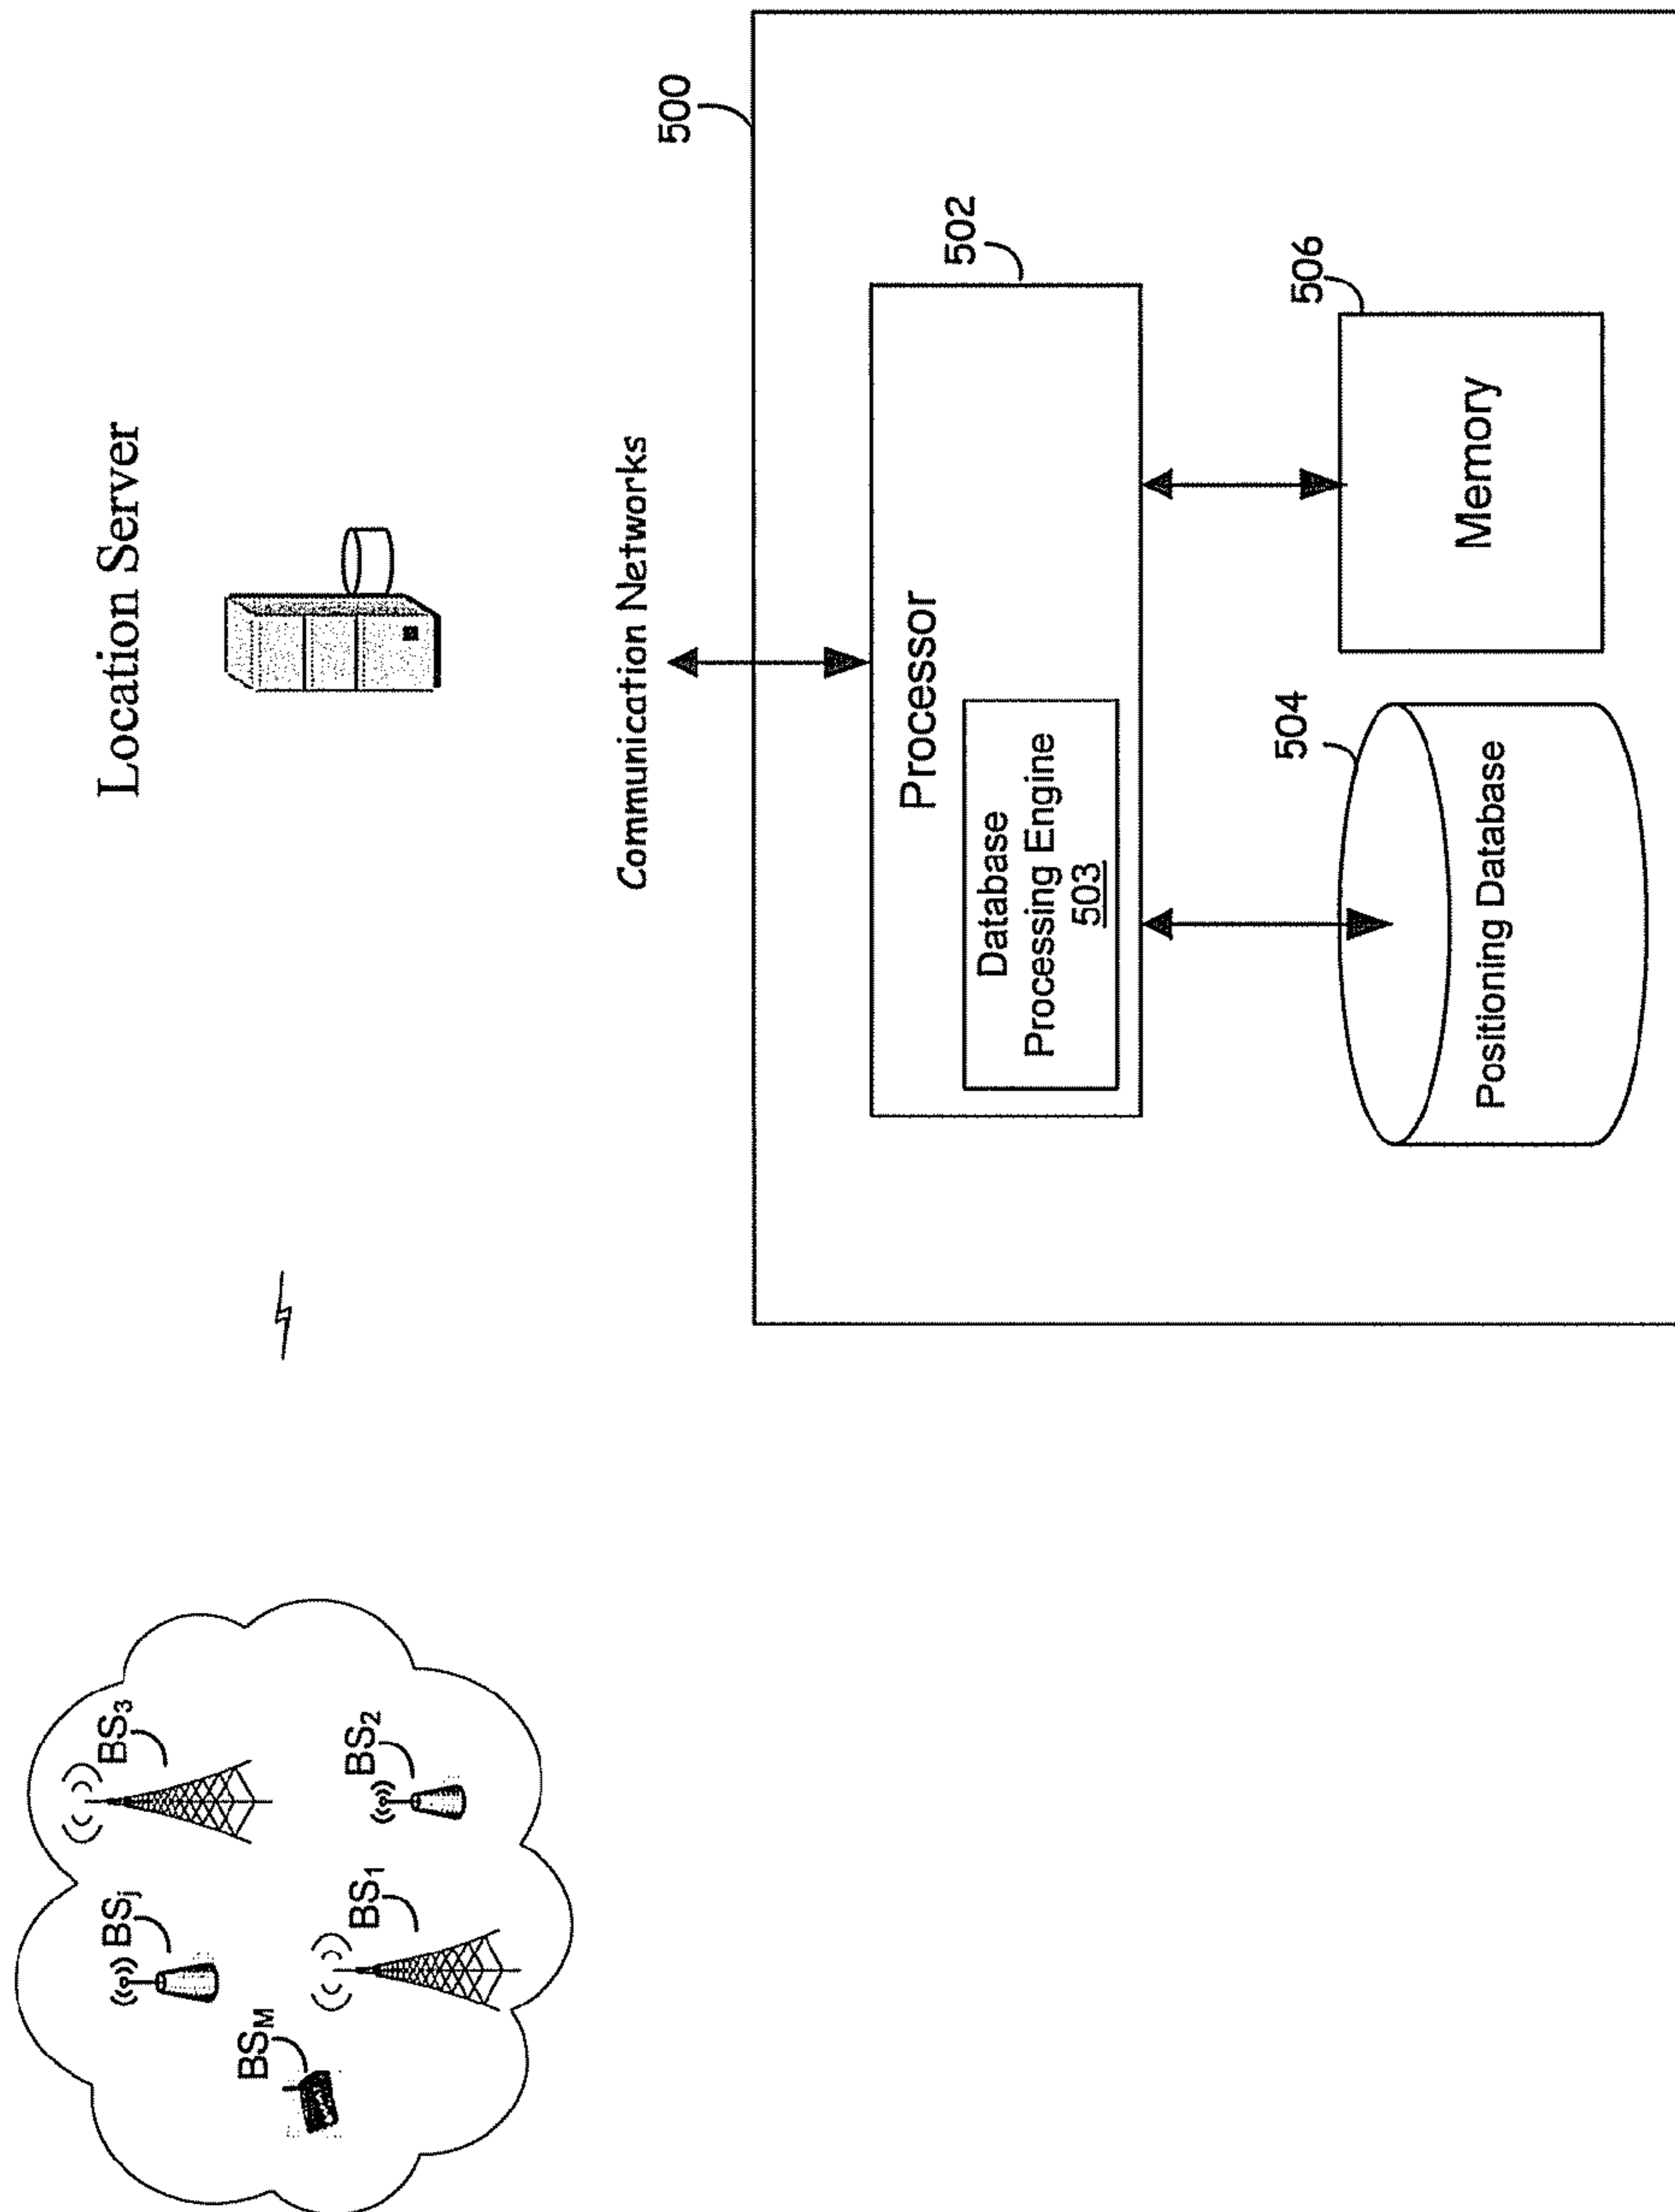 BS₃
BSⱼ
BS₂
BS₁
BS_M
Location Server
Communication Networks
500
Processor
502
Database
Processing Engine
503
504
506
Positioning Database
Memory